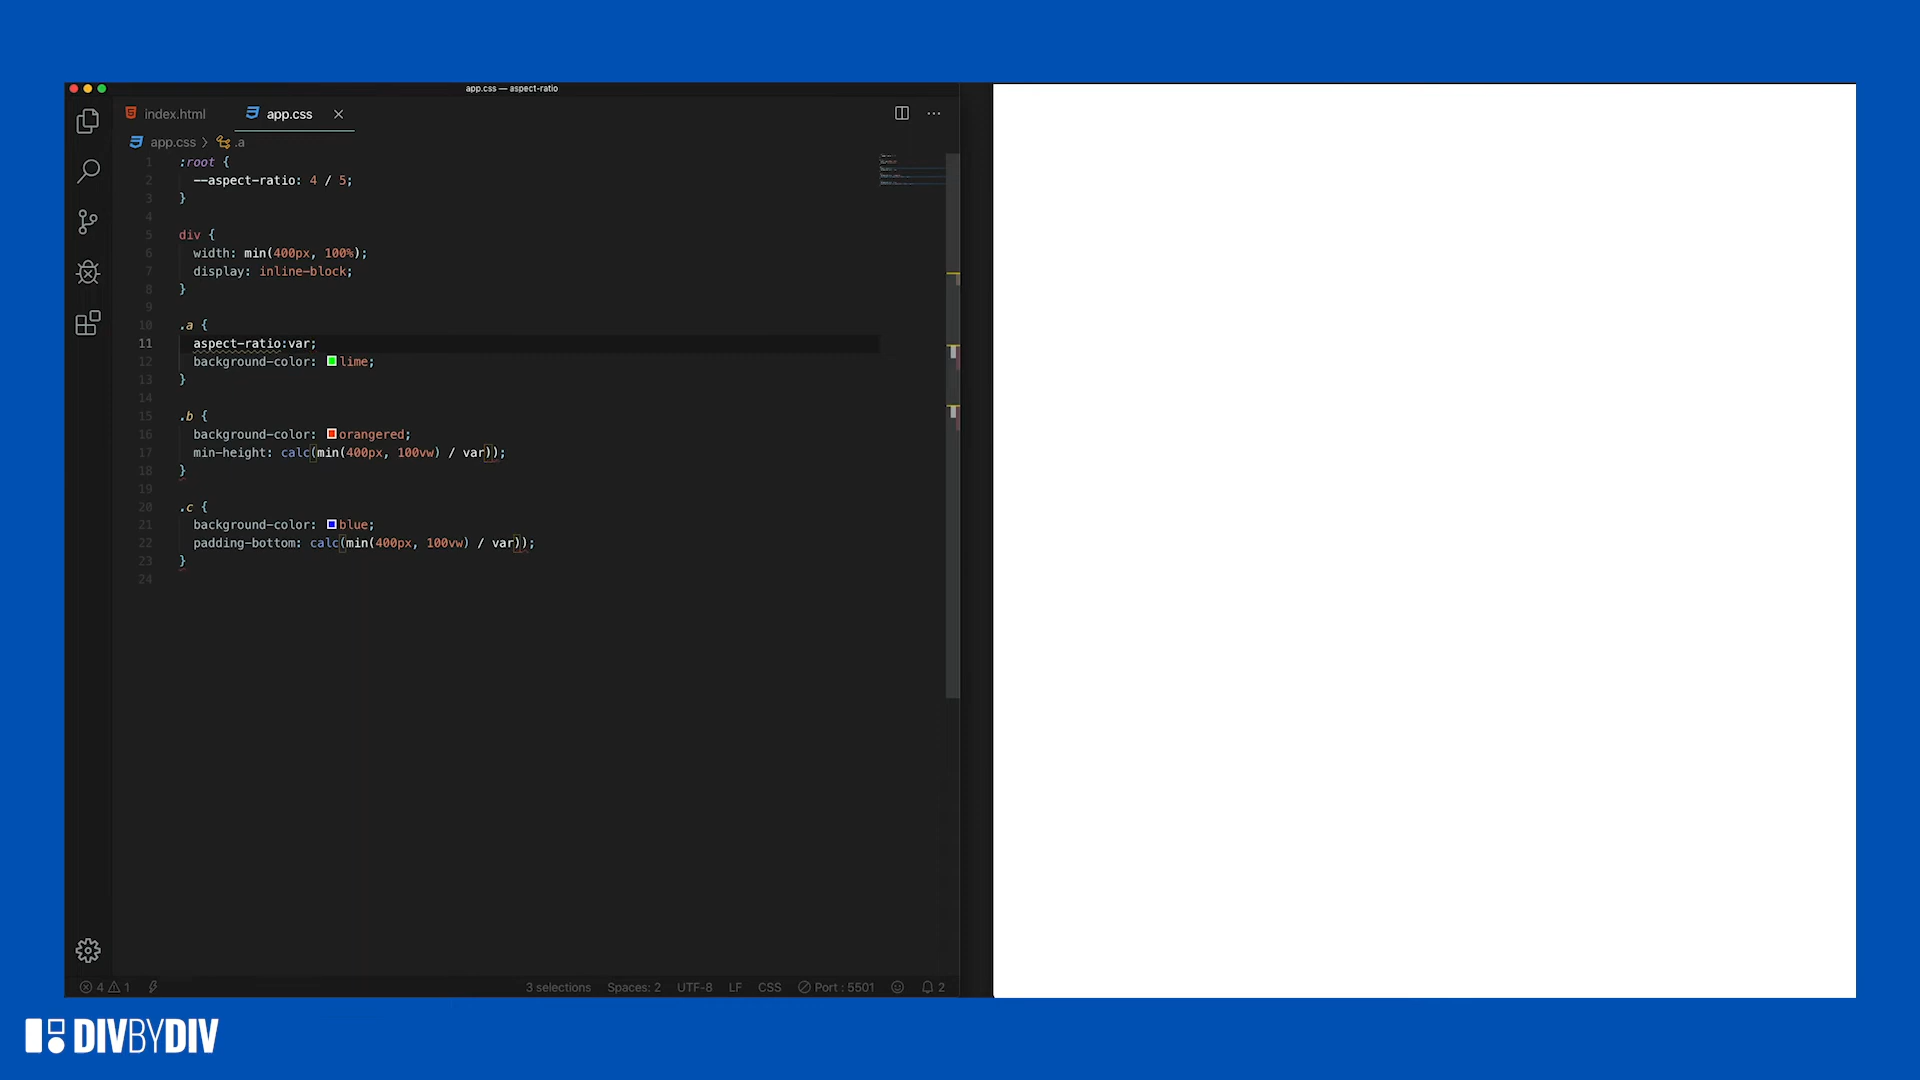 app.css — aspect-ratio
index.html
app.css
app.css
.a
1 :root {
2 --aspect-ratio: 4 / 5;
3 }
4
5 div {
6 width: min(400px, 100%);
7 display: inline-block;
8 }
9
10 .a {
11 aspect-ratio:var;
12 background-color: lime;
13 }
14
15 .b {
16 background-color: orangered;
17 min-height: calc(min(400px, 100vw) / var));
18 }
19
20 .c {
21 background-color: blue;
22 padding-bottom: calc(min(400px, 100vw) / var));
23 }
24
4 1 3 selections Spaces: 2 UTF-8 LF CSS Port : 5501 2
DIVBYDIV